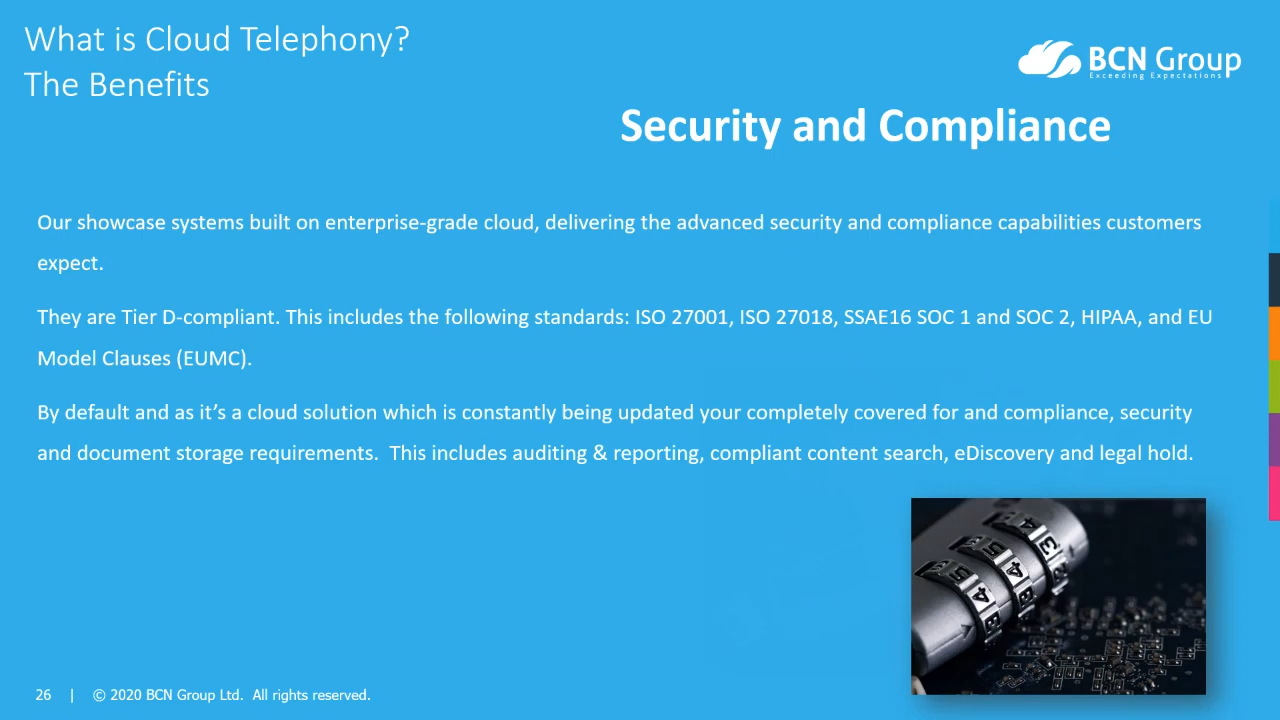 What is Cloud Telephony?
The Benefits
BCN Group
Exceeding Expectations
Security and Compliance
Our showcase systems built on enterprise-grade cloud, delivering the advanced security and compliance capabilities customers
expect.
They are Tier D-compliant. This includes the following standards: ISO 27001, ISO 27018, SSAE16 SOC 1 and SOC 2, HIPAA, and EU
Model Clauses (EUMC).
By default and as it’s a cloud solution which is constantly being updated your completely covered for and compliance, security
and document storage requirements.  This includes auditing & reporting, compliant content search, eDiscovery and legal hold.
26 | © 2020 BCN Group Ltd.  All rights reserved.